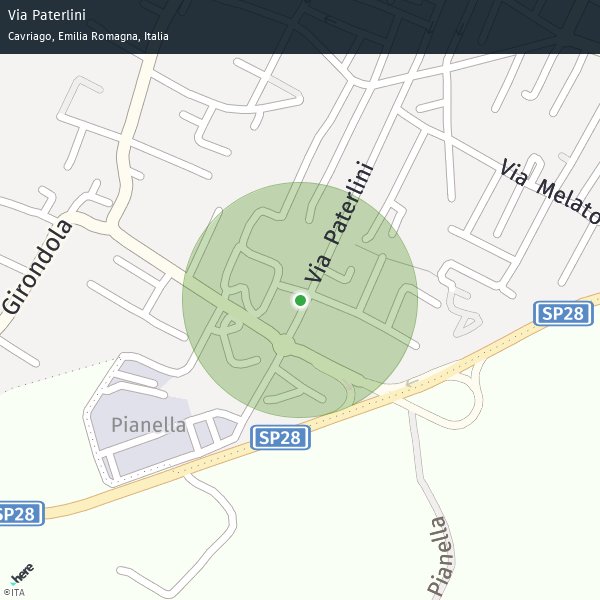 Via Paterlini
Cavriago, Emilia Romagna, Italia
Via Paterlini
Via Melato
Girondola
SP28
Pianella
SP28
SP28
Pianella
here
©ITA